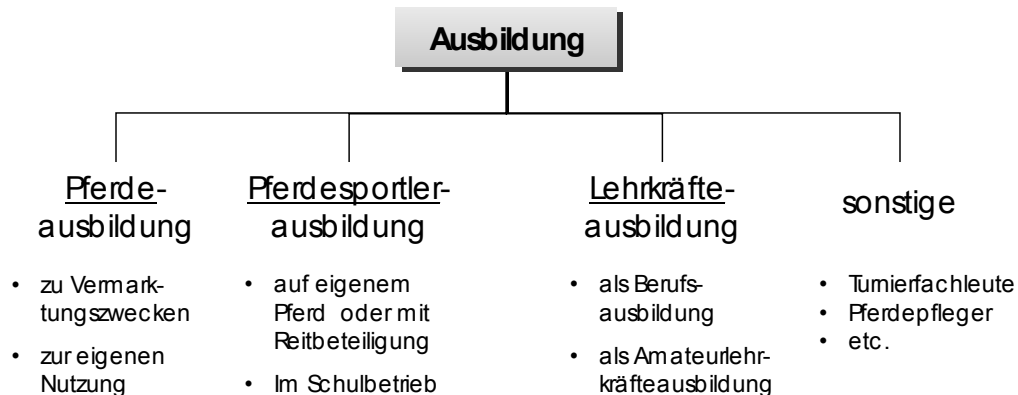 Ausbildung
Pferde-
ausbildung
• zu Vermark-
tungszwecken
• zur eigenen
Nutzung
Pferdesportler-
ausbildung
• auf eigenem
Pferd oder mit
Reitbeteiligung
• Im Schulbetrieb
Lehrkräfte-
ausbildung
• als Berufs-
ausbildung
• als Amateurlehr-
kräfteausbildung
sonstige
• Turnierfachleute
• Pferdepfleger
• etc.